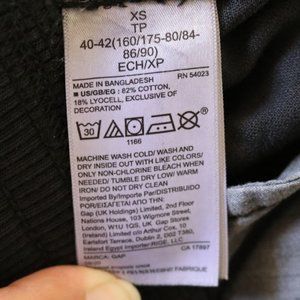 XS
TP
40-42(160/175-80/84-
86/90)
ECH/XP
MADE IN BANGLADESH RN 54023
US/GB/EG : 82% COTTON,
18% LYOCELL, EXCLUSIVE OF
DECORATION
30
1166
MACHINE WASH COLD/ WASH AND
DRY INSIDE OUT WITH LIKE COLORS/
ONLY NON-CHLORINE BLEACH WHEN
NEEDED/ TUMBLE DRY LOW/ WARM
IRON/ DO NOT DRY CLEAN
Imported By/Importe Par/DISTRIBUIDO
POR/ΕΙΣΑΓΕΤΑΙ ΑΠΟ ΤΗΝ:
Gap (UK Holdings) Limited, 2nd Floor
Nations House, 103 Wigmore Street,
London, W1U 1QS, UK. Gup Stores
(Ireland) Limited c/o Arthur Cox, 10
Earlsfort Terrace, Dublin 2, D02 T380,
Ireland Egypt Importer-RIGE, LLC
CA 17897
MARCA: GAP
FABRIQUE